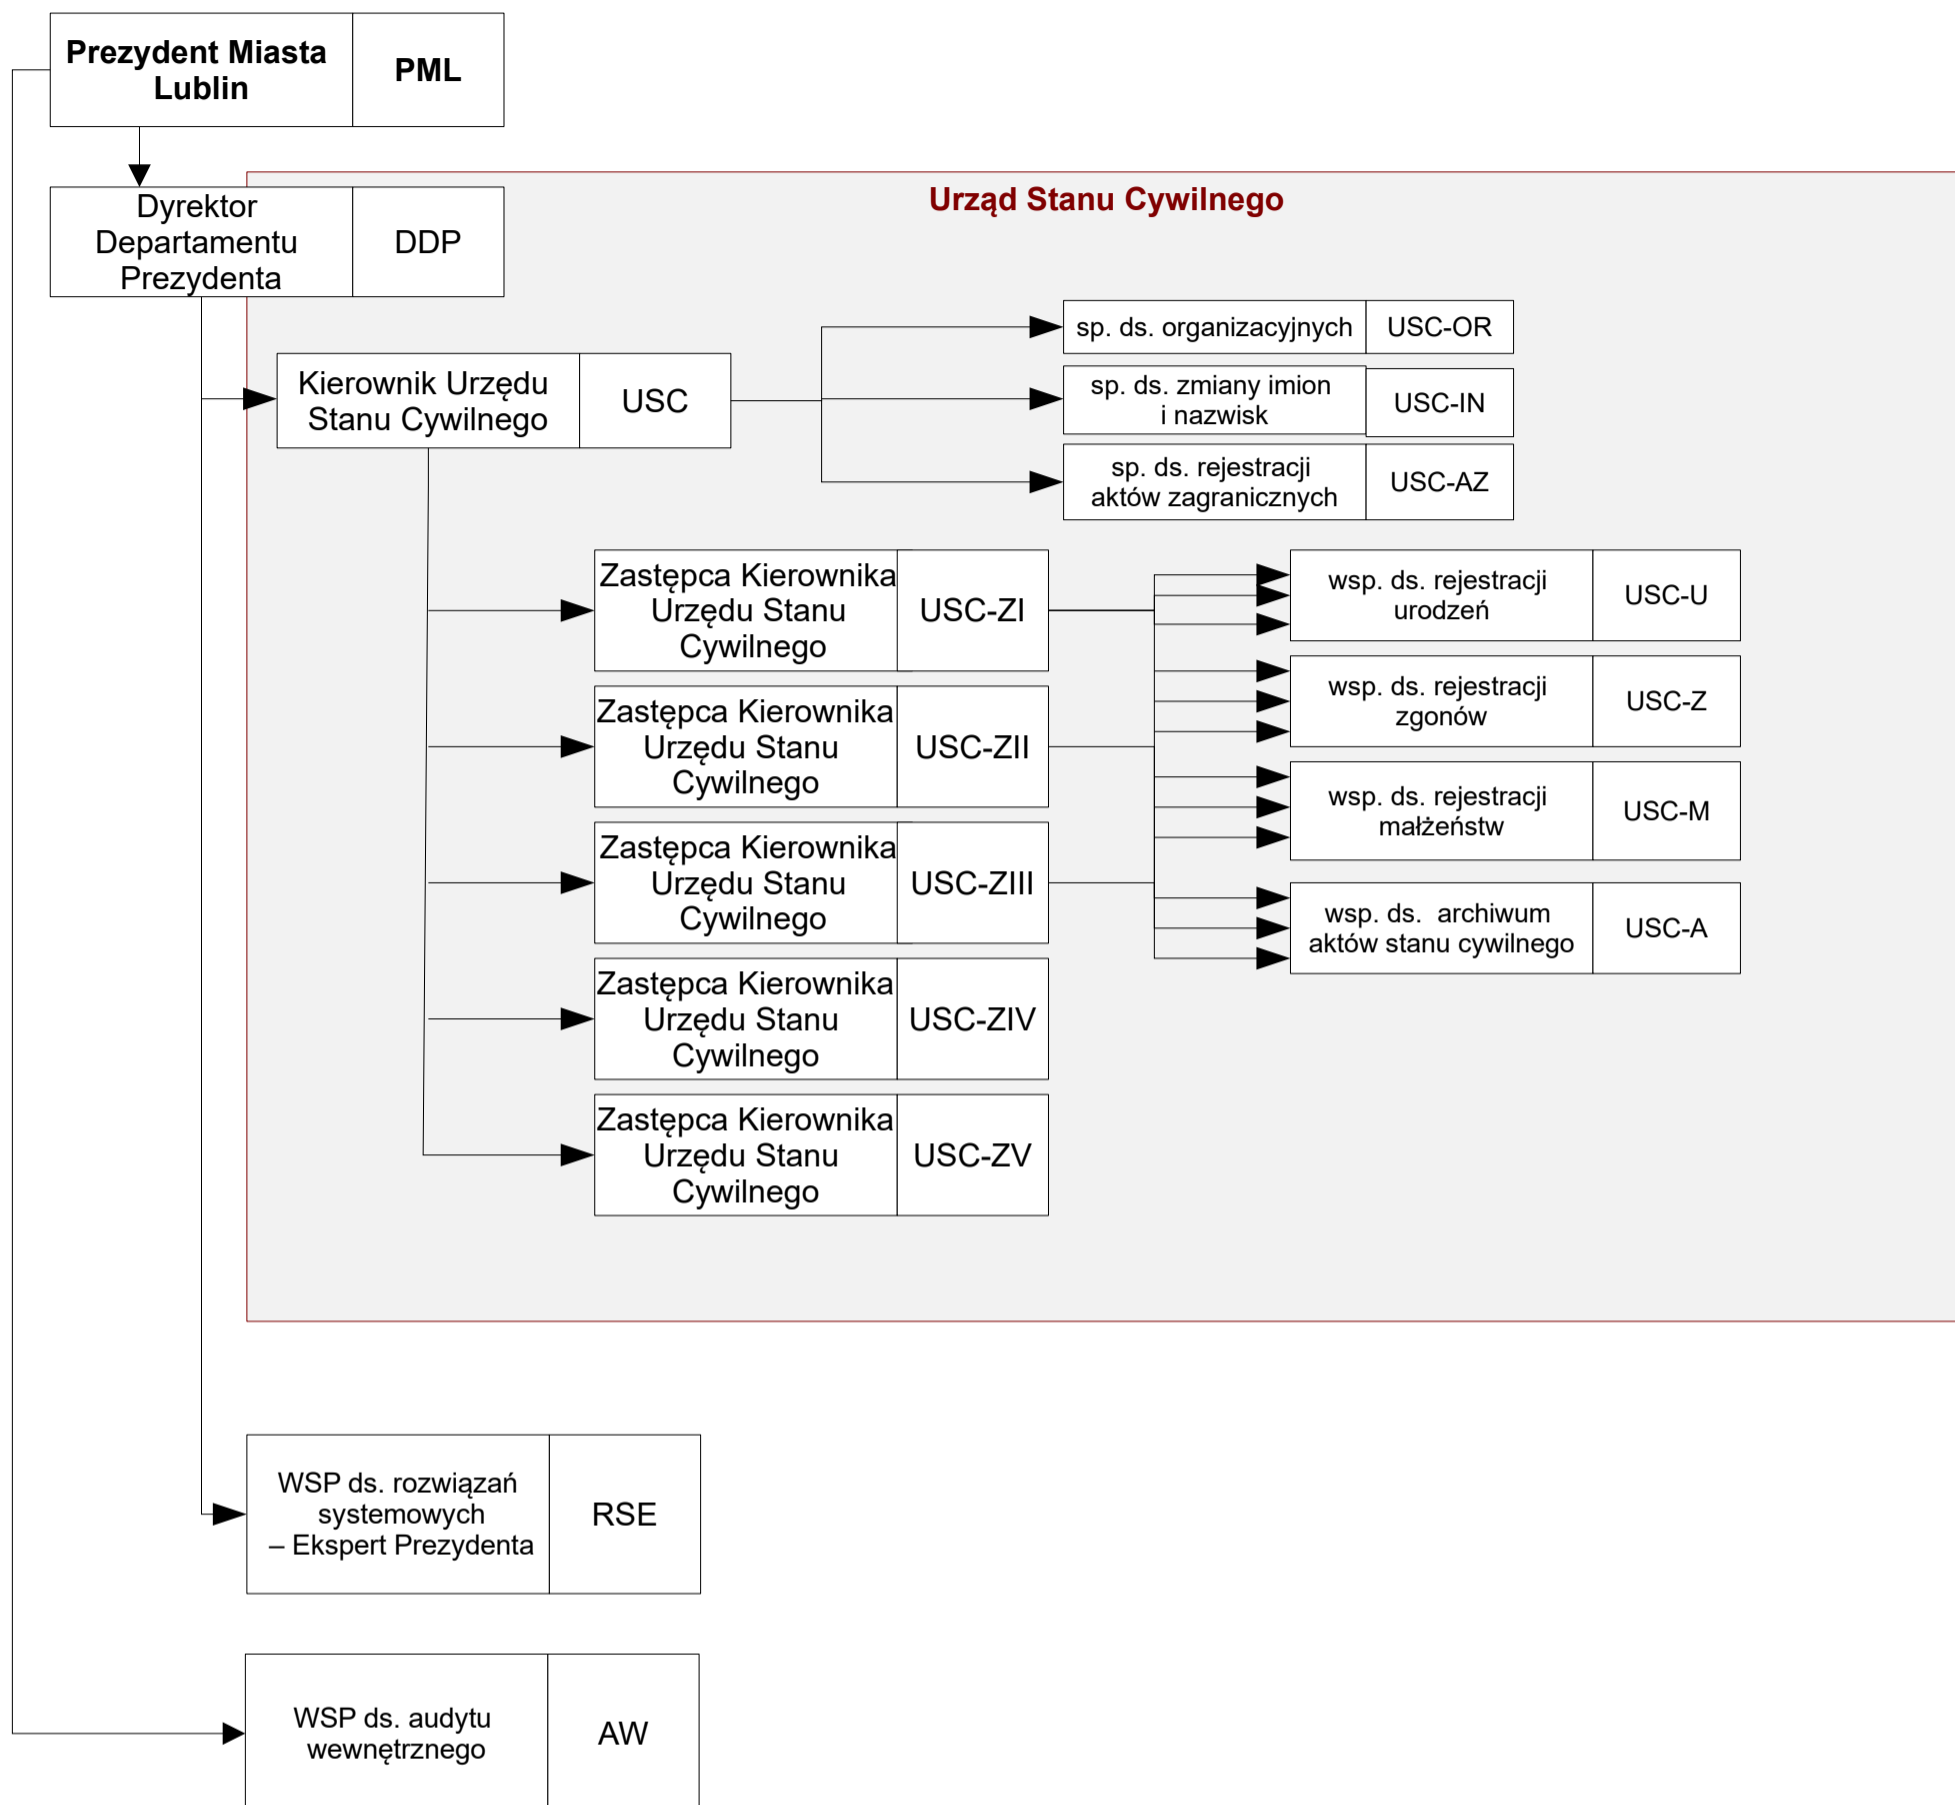 Prezydent Miasta
Lublin
PML
Dyrektor
Departamentu
Prezydenta
DDP
Urząd Stanu Cywilnego
Kierownik Urzędu
Stanu Cywilnego
USC
sp. ds. organizacyjnych
USC-OR
sp. ds. zmiany imion
i nazwisk
USC-IN
sp. ds. rejestracji
aktów zagranicznych
USC-AZ
Zastępca Kierownika
Urzędu Stanu
Cywilnego
USC-ZI
Zastępca Kierownika
Urzędu Stanu
Cywilnego
USC-ZII
Zastępca Kierownika
Urzędu Stanu
Cywilnego
USC-ZIII
Zastępca Kierownika
Urzędu Stanu
Cywilnego
USC-ZIV
Zastępca Kierownika
Urzędu Stanu
Cywilnego
USC-ZV
wsp. ds. rejestracji
urodzeń
USC-U
wsp. ds. rejestracji
zgonów
USC-Z
wsp. ds. rejestracji
małżeństw
USC-M
wsp. ds. archiwum
aktów stanu cywilnego
USC-A
WSP ds. rozwiązań
systemowych
– Ekspert Prezydenta
RSE
WSP ds. audytu
wewnętrznego
AW